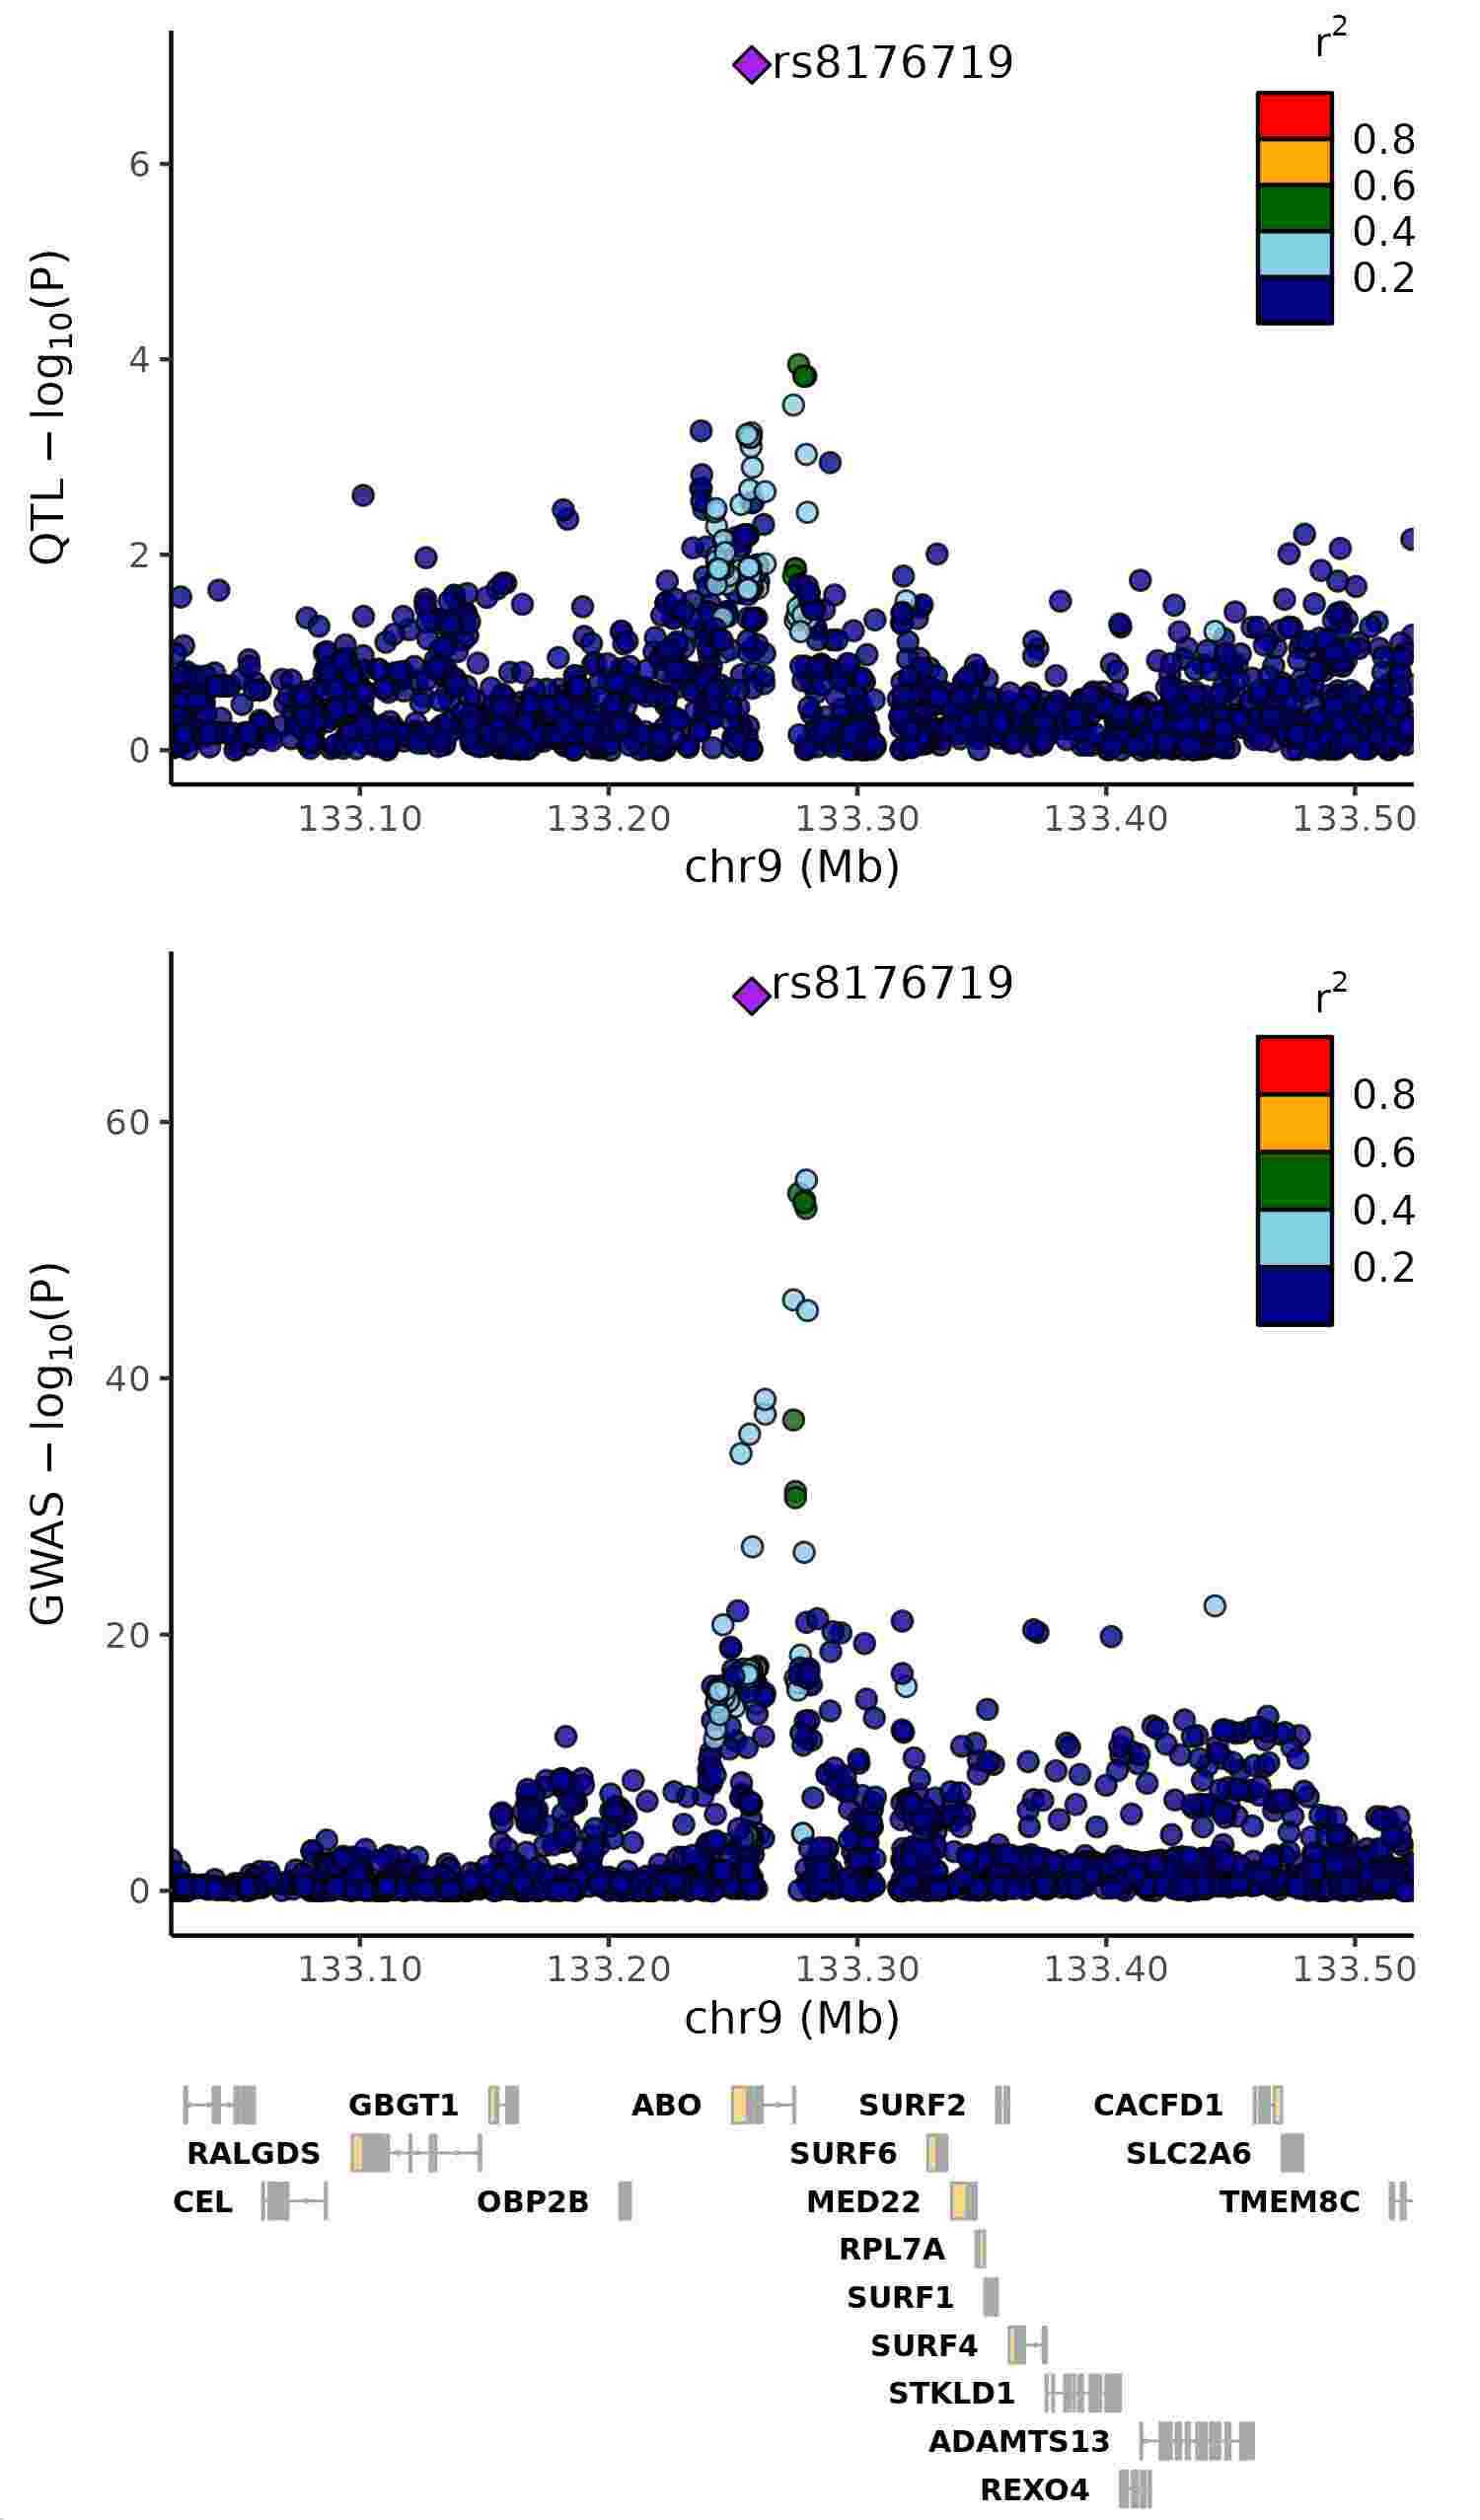 rs8176719
r2
0.8
0.6
0.4
0.2
QTL − log10(P)
6
4
2
0
133.10 133.20 133.30 133.40 133.50
chr9 (Mb)
rs8176719
r2
0.8
0.6
0.4
0.2
GWAS − log10(P)
60
40
20
0
133.10 133.20 133.30 133.40 133.50
chr9 (Mb)
GBGT1 ABO SURF2 CACFD1
RALGDS SURF6 SLC2A6
CEL OBP2B MED22 TMEM8C
RPL7A
SURF1
SURF4
STKLD1
ADAMTS13
REXO4